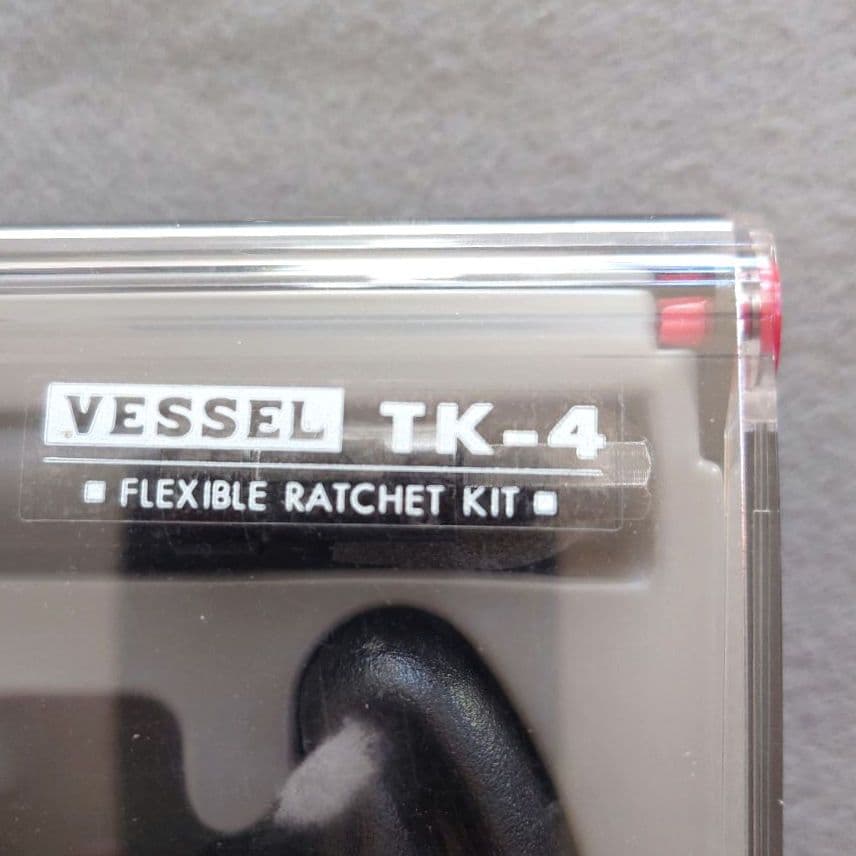 VESSEL TK-4
▪ FLEXIBLE RATCHET KIT ▪